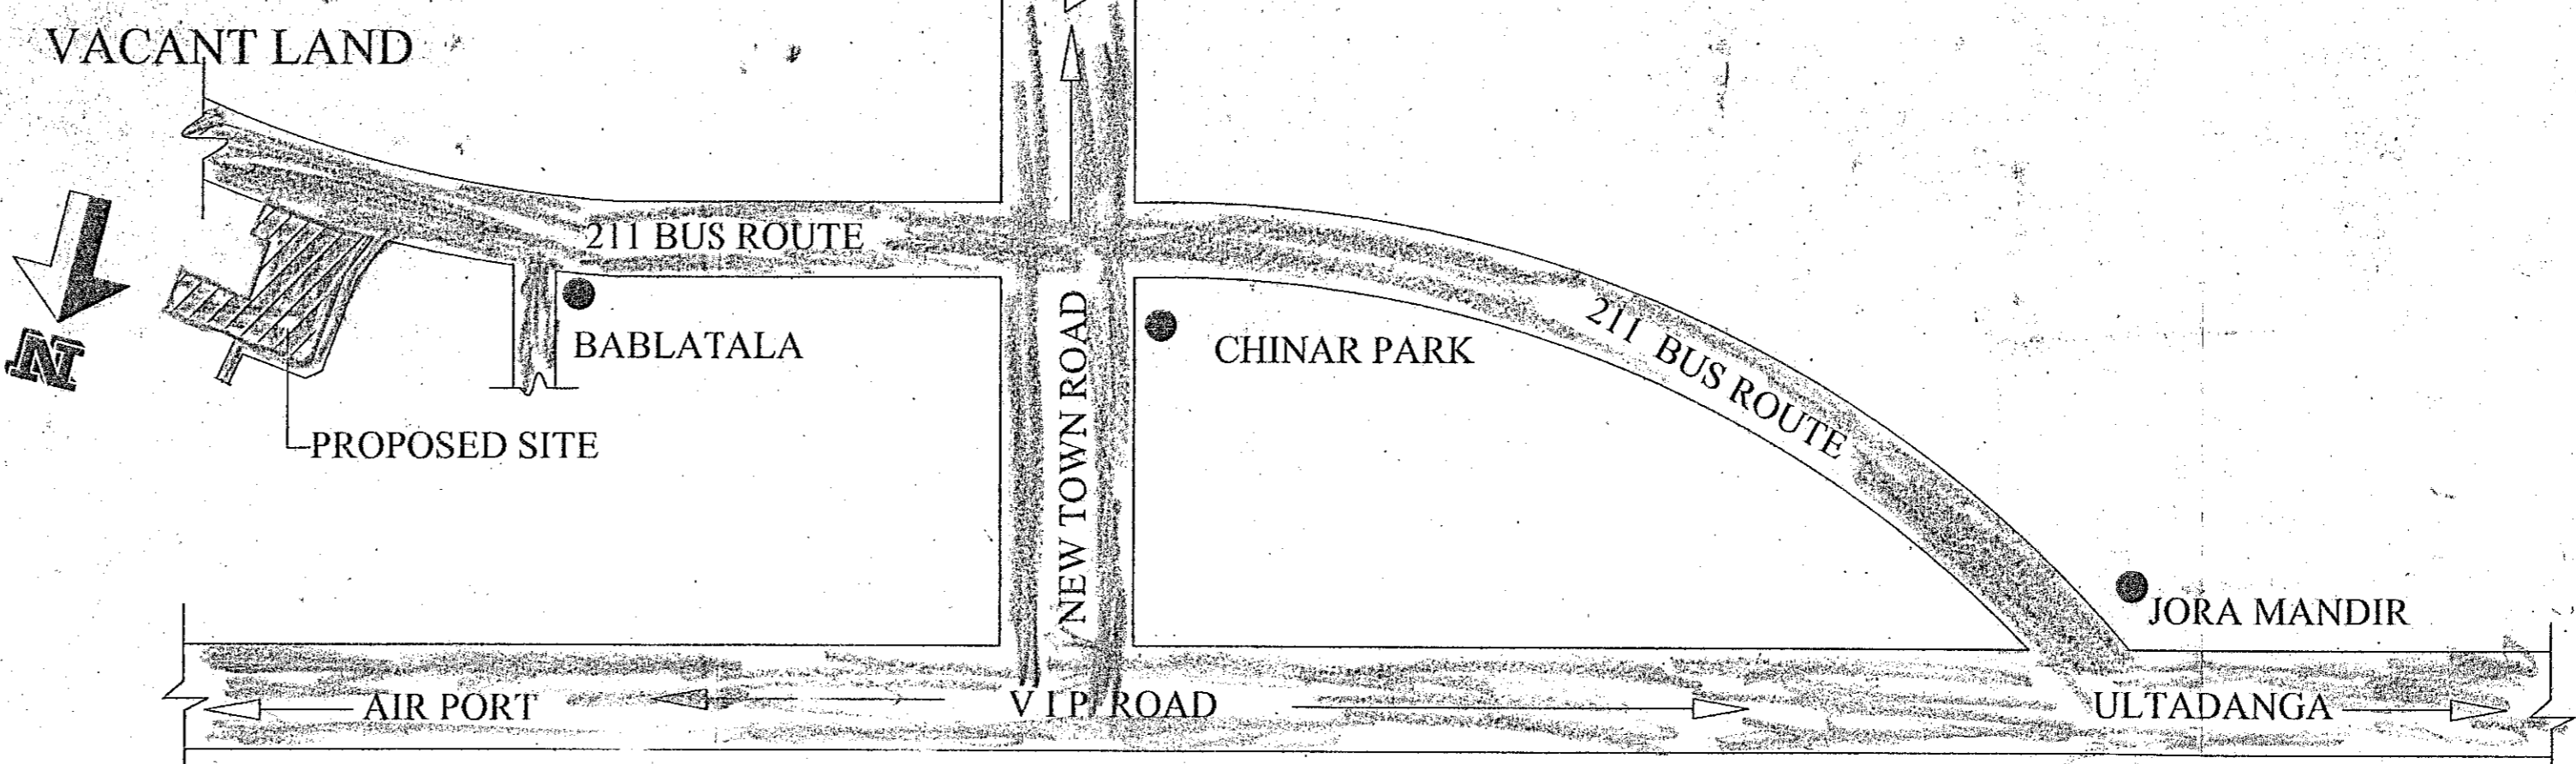 VACANT LAND
211 BUS ROUTE
BABLATALA
PROPOSED SITE
N
NEW TOWN ROAD
CHINAR PARK
211 BUS ROUTE
JORA MANDIR
AIR PORT
V I P ROAD
ULTADANGA